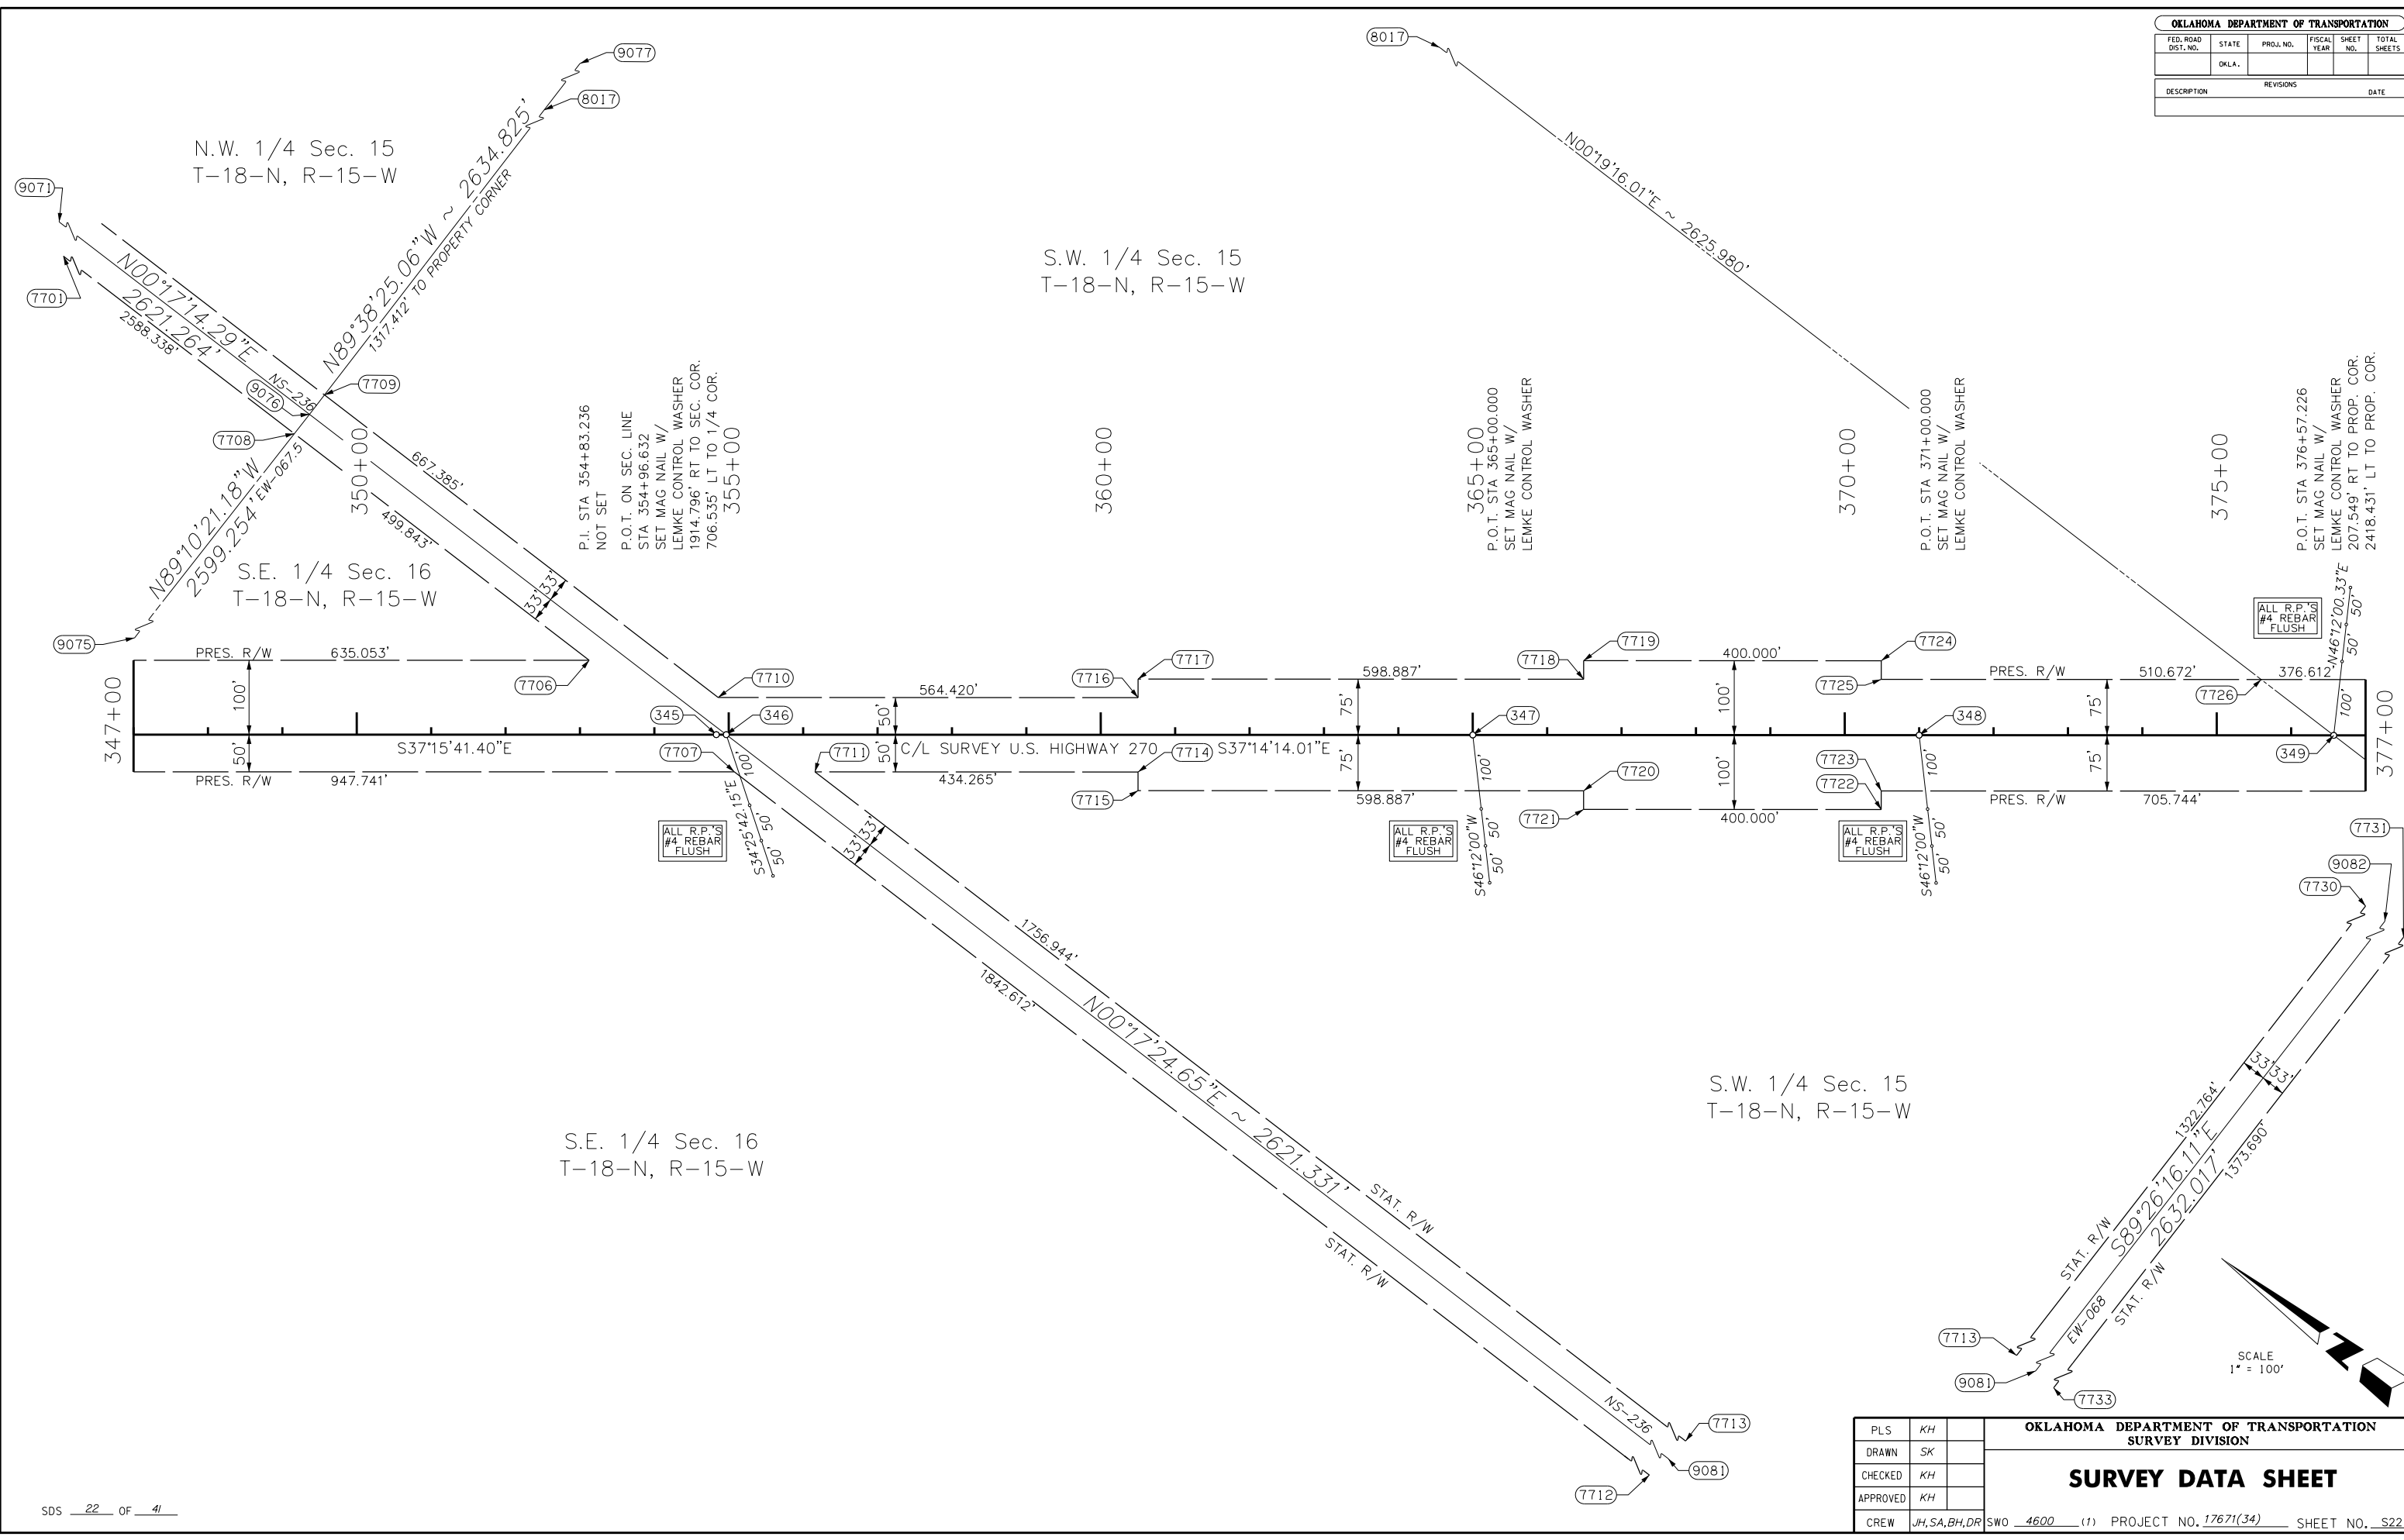 OKLAHOMA DEPARTMENT OF TRANSPORTATION
FED. ROAD DIST. NO.
STATE
PROJ. NO.
FISCAL YEAR
SHEET NO.
TOTAL SHEETS
OKLA.
REVISIONS
DESCRIPTION
DATE
9077
8017
8017
N.W. 1/4 Sec. 15
T-18-N, R-15-W
9071
7701
N89°38'25.06"W ~ 2634.825'
1317.412' TO PROPERTY CORNER
N00°17'14.29"E
2621.264'
2588.338'
NS-236
9076
7709
7708
N89°10'21.18"W
2599.254'
EW-067.5
9075
S.W. 1/4 Sec. 15
T-18-N, R-15-W
N00°19'16.01"E ~ 2625.980'
S.E. 1/4 Sec. 16
T-18-N, R-15-W
667.385'
499.843'
33'
33'
350+00
P.I. STA 354+83.236
NOT SET
P.O.T. ON SEC. LINE
STA 354+96.632
SET MAG NAIL W/
LEMKE CONTROL WASHER
1914.796' RT TO SEC. COR.
706.535' LT TO 1/4 COR.
355+00
360+00
365+00
P.O.T. STA 365+00.000
SET MAG NAIL W/
LEMKE CONTROL WASHER
370+00
P.O.T. STA 371+00.000
SET MAG NAIL W/
LEMKE CONTROL WASHER
375+00
P.O.T. STA 376+57.226
SET MAG NAIL W/
LEMKE CONTROL WASHER
207.549' RT TO PROP. COR.
2418.431' LT TO PROP. COR.
ALL R.P.'S
#4 REBAR
FLUSH
N46°12'00.33"E
50'
50'
100'
347+00
PRES. R/W
635.053'
100'
7706
7710
564.420'
50'
7716
7717
598.887'
75'
7718
7719
400.000'
100'
7724
7725
PRES. R/W
510.672'
75'
7726
376.612'
345
346
347
348
349
377+00
S37°15'41.40"E
C/L SURVEY U.S. HIGHWAY 270
S37°14'14.01"E
50'
PRES. R/W
947.741'
7707
7711
50'
434.265'
7714
7715
75'
598.887'
7720
7721
100'
400.000'
7723
7722
PRES. R/W
75'
705.744'
ALL R.P.'S
#4 REBAR
FLUSH
S34°25'42.15"E
100'
50'
50'
33'
33'
ALL R.P.'S
#4 REBAR
FLUSH
S46°12'00"W
100'
50'
50'
ALL R.P.'S
#4 REBAR
FLUSH
S46°12'00"W
100'
50'
50'
7731
9082
7730
1756.944'
1842.612'
N00°17'24.65"E ~ 2621.331'
STAT. R/W
STAT. R/W
NS-236
7713
9081
7712
S.E. 1/4 Sec. 16
T-18-N, R-15-W
S.W. 1/4 Sec. 15
T-18-N, R-15-W
33'
33'
1322.764'
S89°26'16.11"E
2632.017'
1373.690'
STAT. R/W
EW-068
STAT. R/W
7713
9081
7733
N
SCALE
1" = 100'
PLS KH
DRAWN SK
CHECKED KH
APPROVED KH
CREW JH,SA,BH,DR
OKLAHOMA DEPARTMENT OF TRANSPORTATION
SURVEY DIVISION
SURVEY DATA SHEET
SWO 4600 (1) PROJECT NO. 17671(34) SHEET NO. S22
SDS 22 OF 41